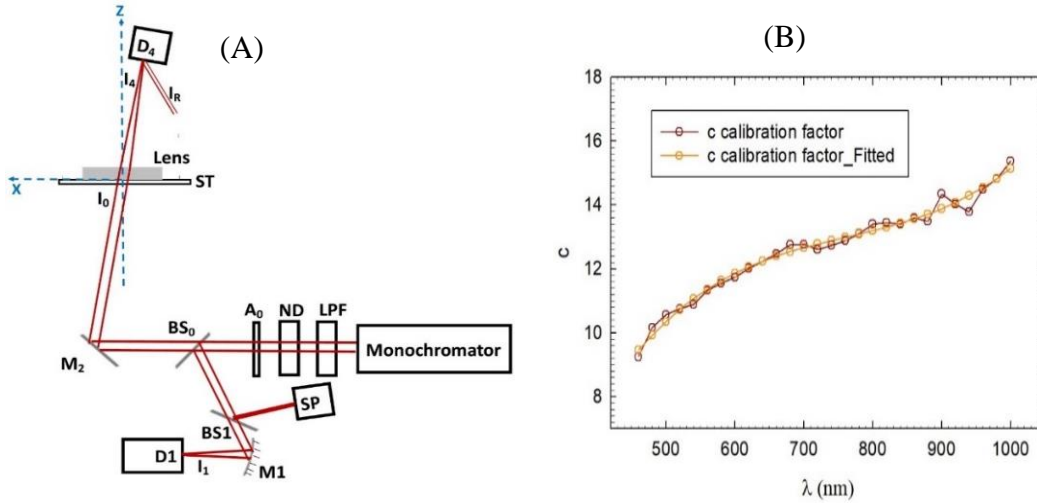 (A)
Z
D₄
I₄
I_R
Lens
X
ST
I₀
A₀
ND
LPF
BS₀
Monochromator
M₂
SP
BS1
D1
I₁
M1
(B)
c calibration factor
c calibration factor_Fitted
18
16
14
12
10
8
c
500 600 700 800 900 1000
λ (nm)